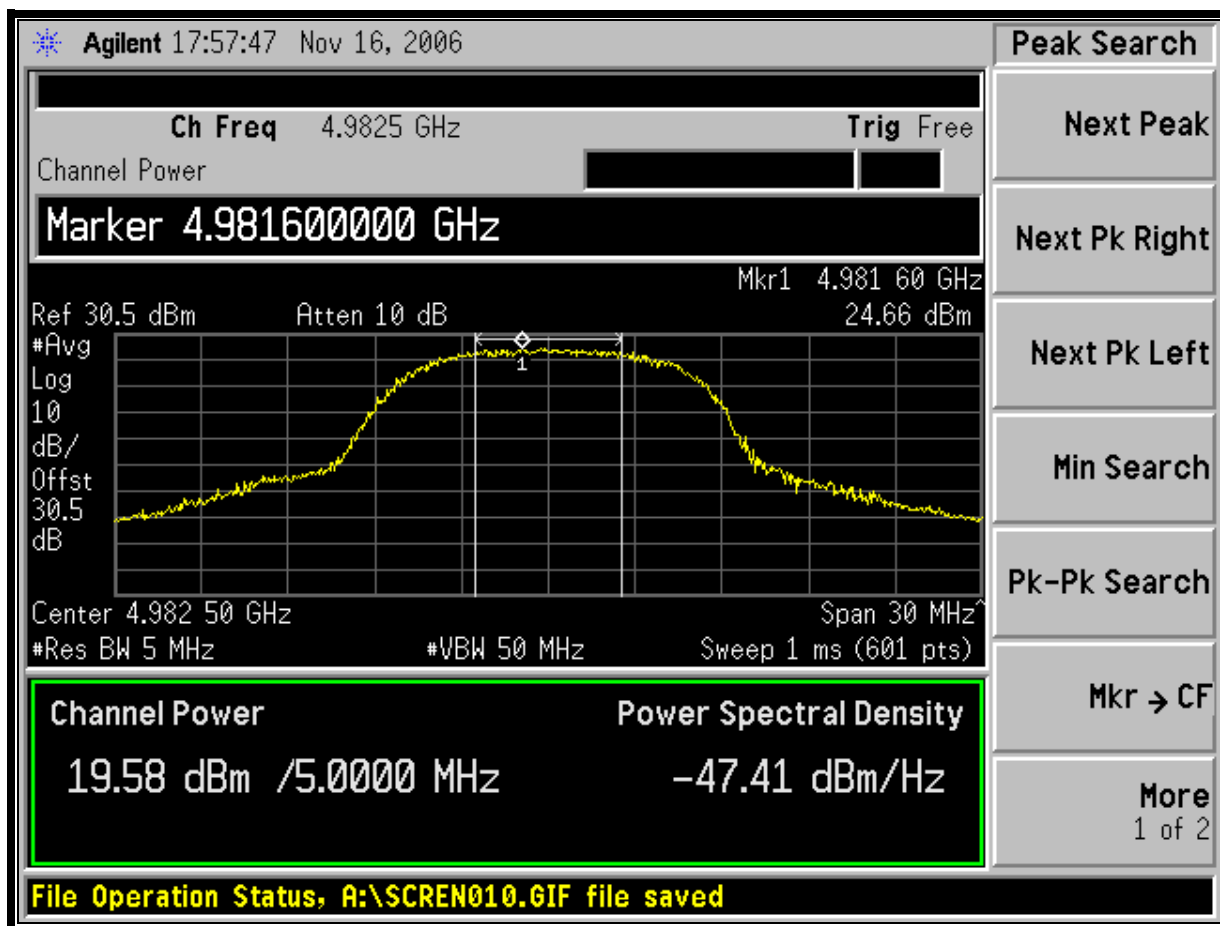 Agilent 17:57:47 Nov 16, 2006
Peak Search
Ch Freq 4.9825 GHz Trig Free
Channel Power
Marker 4.981600000 GHz
Mkr1 4.981 60 GHz
Ref 30.5 dBm Atten 10 dB 24.66 dBm
#Avg
Log
10
dB/
Offst
30.5
dB
1
Center 4.982 50 GHz Span 30 MHz^
#Res BW 5 MHz #VBW 50 MHz Sweep 1 ms (601 pts)
Channel Power Power Spectral Density
19.58 dBm /5.0000 MHz -47.41 dBm/Hz
File Operation Status, A:\SCREN010.GIF file saved
Next Peak
Next Pk Right
Next Pk Left
Min Search
Pk-Pk Search
Mkr → CF
More
1 of 2